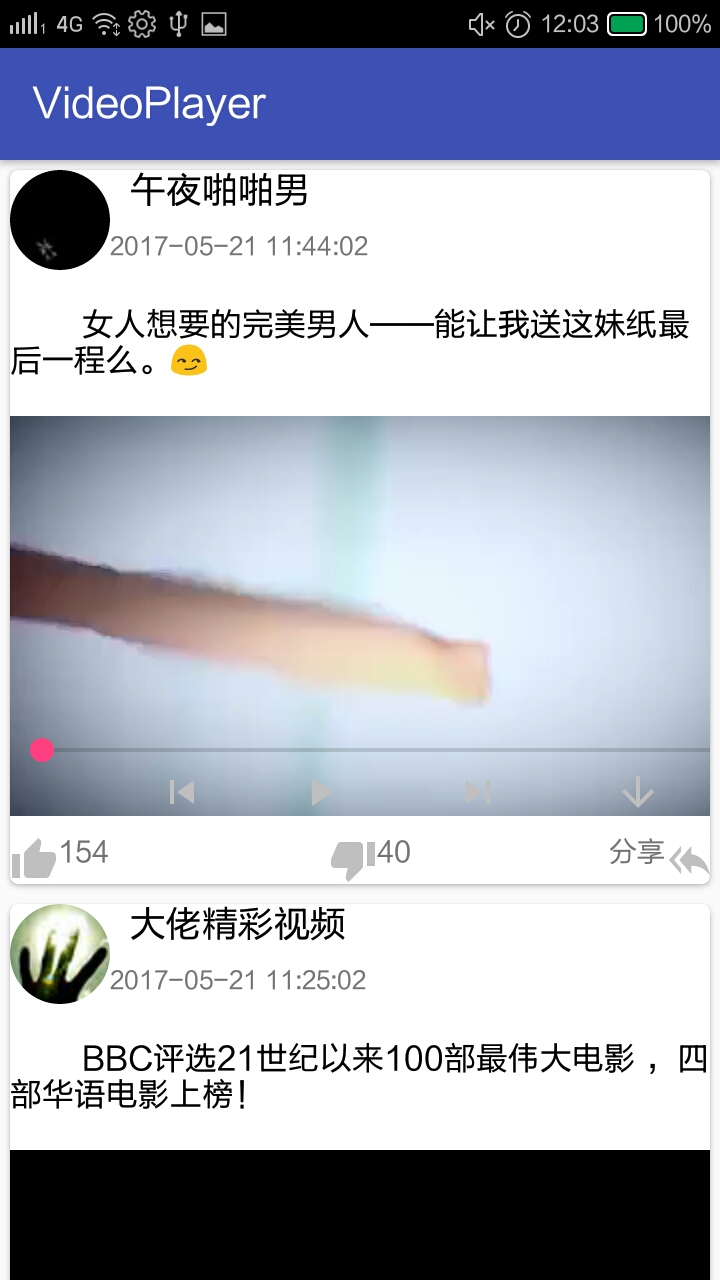 4G
12:03
100%
VideoPlayer
午夜啪啪男
2017-05-21 11:44:02
女人想要的完美男人——能让我送这妹纸最
后一程么。😏
154
40
分享
大佬精彩视频
2017-05-21 11:25:02
BBC评选21世纪以来100部最伟大电影 ，四
部华语电影上榜！